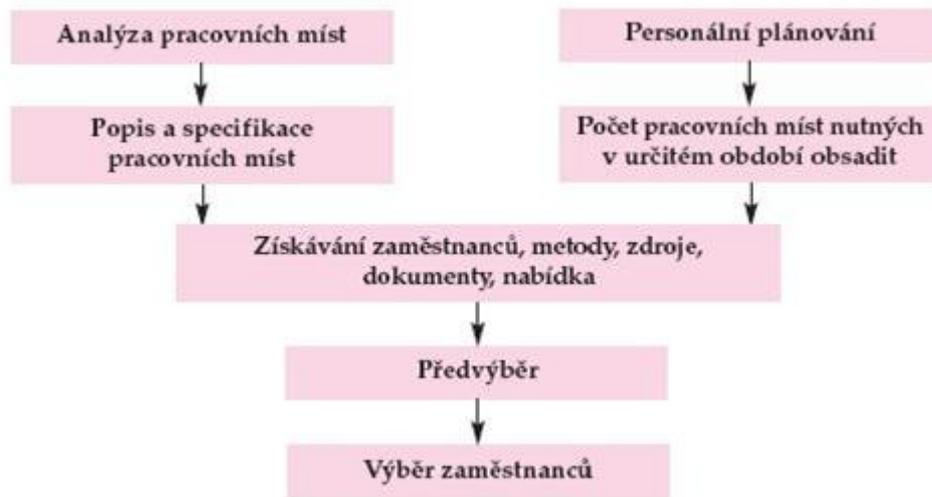 Analýza pracovních míst
Personální plánování
Popis a specifikace
pracovních míst
Počet pracovních míst nutných
v určitém období obsadit
Získávání zaměstnanců, metody, zdroje,
dokumenty, nabídka
Předvýběr
Výběr zaměstnanců